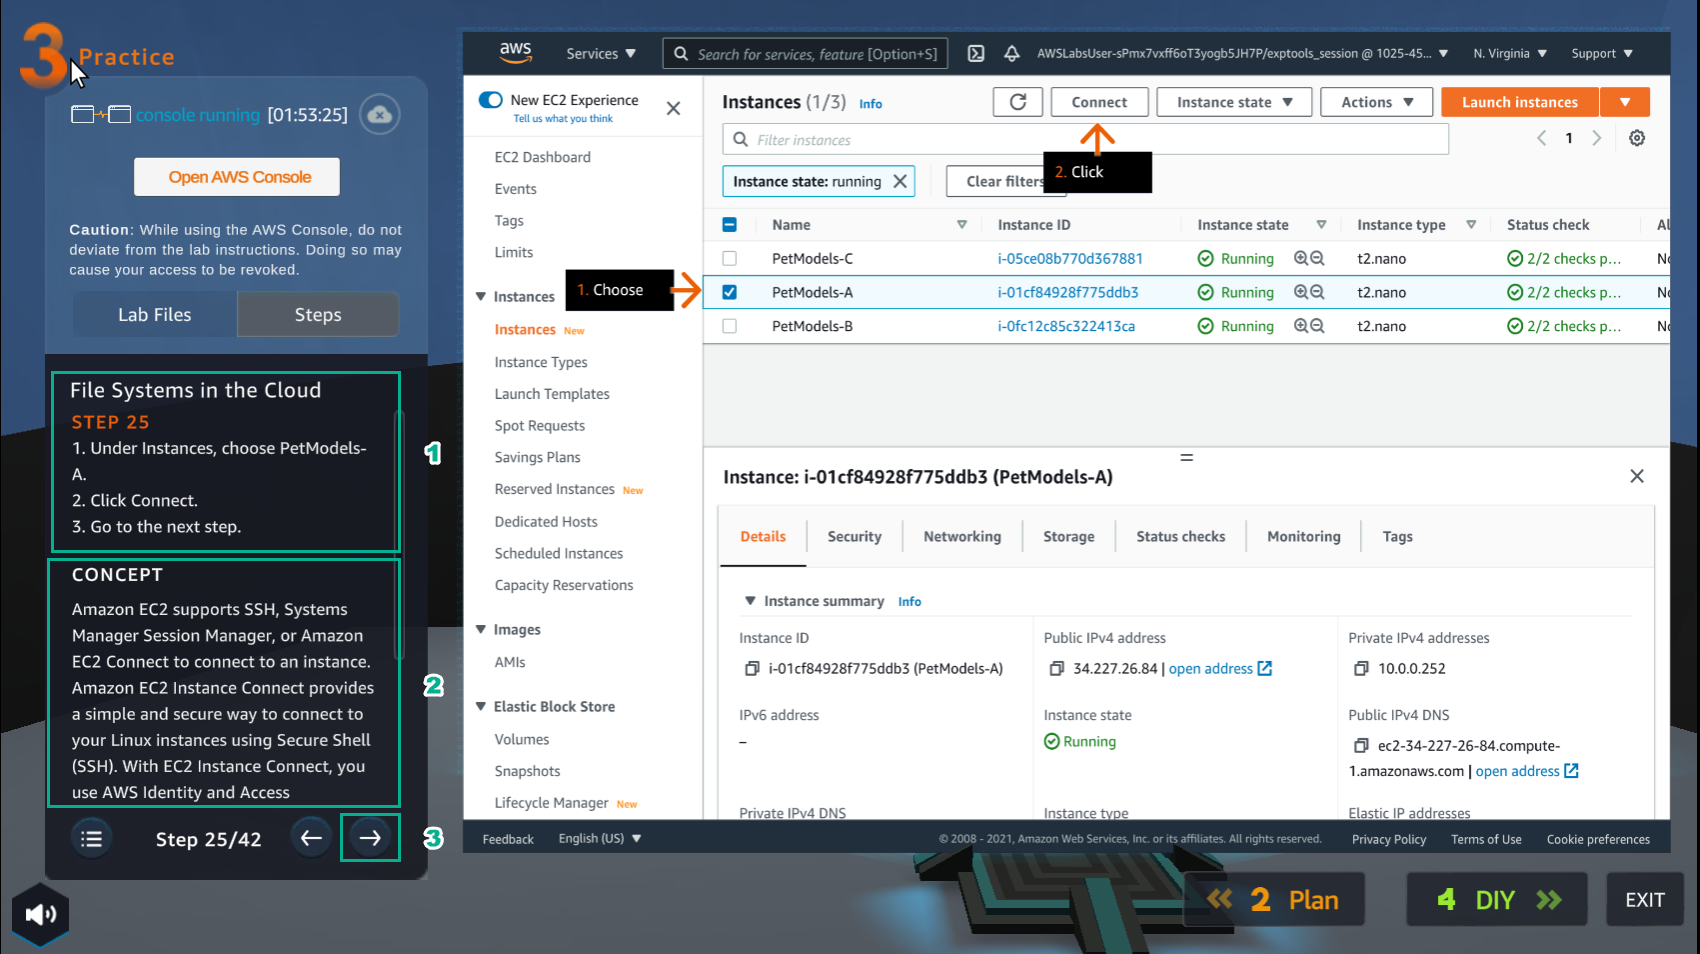 3 Practice
console running [01:53:25]
Open AWS Console
Caution: While using the AWS Console, do not
deviate from the lab instructions. Doing so may
cause your access to be revoked.
Lab Files
Steps
File Systems in the Cloud
STEP 25
1. Under Instances, choose PetModels-
A.
2. Click Connect.
3. Go to the next step.
1
CONCEPT
Amazon EC2 supports SSH, Systems
Manager Session Manager, or Amazon
EC2 Connect to connect to an instance.
Amazon EC2 Instance Connect provides
a simple and secure way to connect to
your Linux instances using Secure Shell
(SSH). With EC2 Instance Connect, you
use AWS Identity and Access
2
Step 25/42
3
aws
Services
Search for services, feature [Option+S]
AWSLabsUser-sPmx7vxff6oT3yogb5JH7P/exptools_session @ 1025-45...
N. Virginia
Support
New EC2 Experience
Tell us what you think
EC2 Dashboard
Events
Tags
Limits
Instances
Instances New
Instance Types
Launch Templates
Spot Requests
Savings Plans
Reserved Instances New
Dedicated Hosts
Scheduled Instances
Capacity Reservations
Images
AMIs
Elastic Block Store
Volumes
Snapshots
Lifecycle Manager New
Instances (1/3) Info
Connect
Instance state
Actions
Launch instances
Filter instances
1
Instance state: running
Clear filters
2. Click
Name Instance ID Instance state Instance type Status check Al
PetModels-C i-05ce08b770d367881 Running t2.nano 2/2 checks p... No
1. Choose
PetModels-A i-01cf84928f775ddb3 Running t2.nano 2/2 checks p... No
PetModels-B i-0fc12c85c322413ca Running t2.nano 2/2 checks p... No
Instance: i-01cf84928f775ddb3 (PetModels-A)
Details Security Networking Storage Status checks Monitoring Tags
Instance summary Info
Instance ID
i-01cf84928f775ddb3 (PetModels-A)
Public IPv4 address
34.227.26.84 | open address
Private IPv4 addresses
10.0.0.252
IPv6 address
–
Instance state
Running
Public IPv4 DNS
ec2-34-227-26-84.compute-
1.amazonaws.com | open address
Private IPv4 DNS
Instance type
Elastic IP addresses
Feedback
English (US)
© 2008 - 2021, Amazon Web Services, Inc. or its affiliates. All rights reserved.
Privacy Policy
Terms of Use
Cookie preferences
2 Plan
4 DIY
EXIT